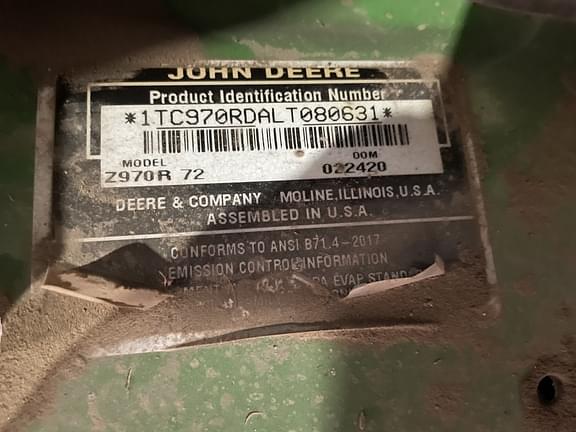 JOHN DEERE
Product Identification Number
*1TC970RDALT080631*
MODEL DOM
Z970R 72 022420
DEERE & COMPANY MOLINE, ILLINOIS, U.S.A.
ASSEMBLED IN U.S.A.
CONFORMS TO ANSI B71.4-2017
EMISSION CONTROL INFORMATION
EVAP